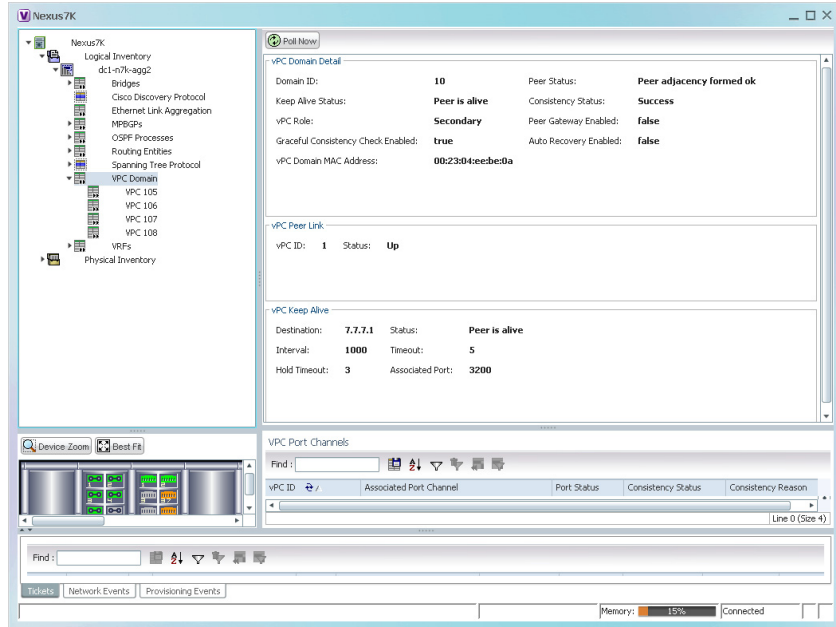 Nexus7K
Nexus7K
Logical Inventory
dc1-n7k-agg2
Bridges
Cisco Discovery Protocol
Ethernet Link Aggregation
MPBGPs
OSPF Processes
Routing Entities
Spanning Tree Protocol
VPC Domain
VPC 105
VPC 106
VPC 107
VPC 108
VRFs
Physical Inventory
Poll Now
vPC Domain Detail
Domain ID: 10 Peer Status: Peer adjacency formed ok
Keep Alive Status: Peer is alive Consistency Status: Success
vPC Role: Secondary Peer Gateway Enabled: false
Graceful Consistency Check Enabled: true Auto Recovery Enabled: false
vPC Domain MAC Address: 00:23:04:ee:be:0a
vPC Peer Link
vPC ID: 1 Status: Up
vPC Keep Alive
Destination: 7.7.7.1 Status: Peer is alive
Interval: 1000 Timeout: 5
Hold Timeout: 3 Associated Port: 3200
Device Zoom Best Fit
VPC Port Channels
Find :
vPC ID Associated Port Channel Port Status Consistency Status Consistency Reason
Line 0 (Size 4)
Find :
Tickets Network Events Provisioning Events
Memory: 15% Connected